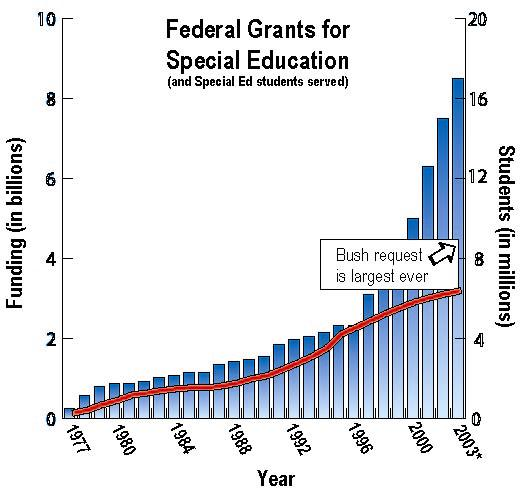 Federal Grants for
Special Education
(and Special Ed students served)
10
8
6
4
2
0
Funding (in billions)
20
16
12
8
4
0
Students (in millions)
Bush request
is largest ever
1977
1980
1984
1988
1992
1996
2000
2003*
Year